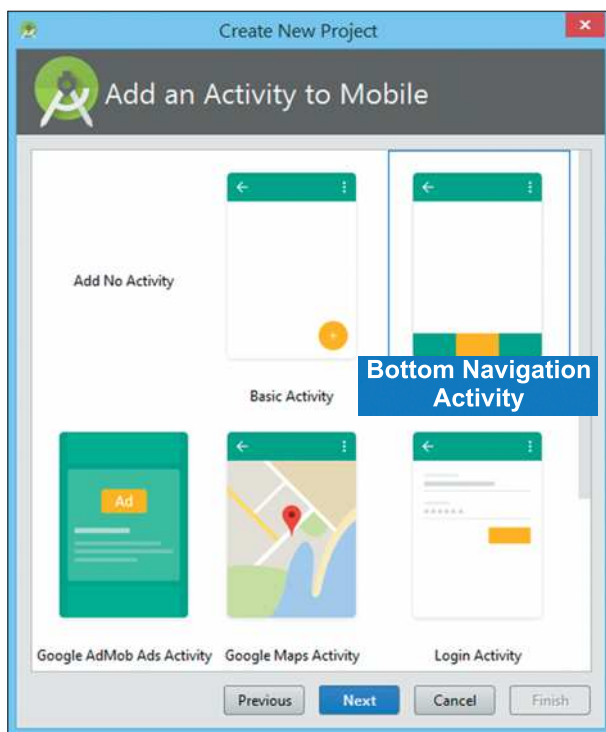 Create New Project
Add an Activity to Mobile
Add No Activity
Basic Activity
Bottom Navigation
Activity
Ad
Google AdMob Ads Activity
Google Maps Activity
Login Activity
Previous
Next
Cancel
Finish